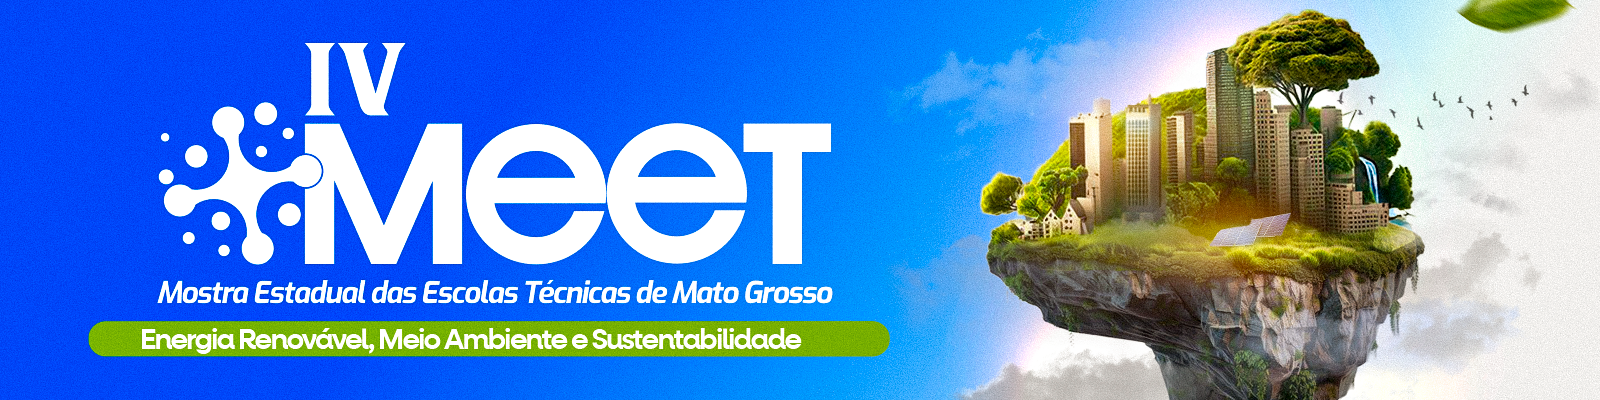 IV
MEET
Mostra Estadual das Escolas Técnicas de Mato Grosso
Energia Renovável, Meio Ambiente e Sustentabilidade